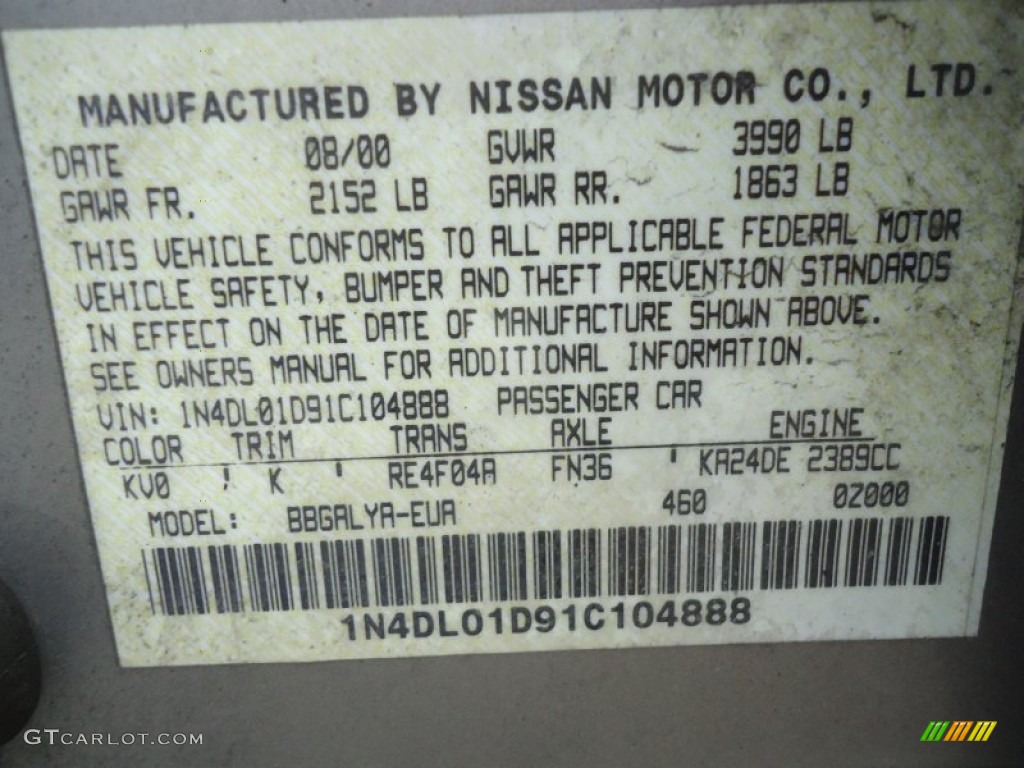 MANUFACTURED BY NISSAN MOTOR CO., LTD.
DATE 08/00 GVWR 3990 LB
GAWR FR. 2152 LB GAWR RR. 1863 LB
THIS VEHICLE CONFORMS TO ALL APPLICABLE FEDERAL MOTOR
VEHICLE SAFETY, BUMPER AND THEFT PREVENTION STANDARDS
IN EFFECT ON THE DATE OF MANUFACTURE SHOWN ABOVE.
SEE OWNERS MANUAL FOR ADDITIONAL INFORMATION.
VIN: 1N4DL01D91C104888 PASSENGER CAR
COLOR TRIM TRANS AXLE ENGINE
KV0 ! K ' RE4F04A FN36 ' KA24DE 2389CC
MODEL: BBGALYA-EUA 460 02000
1N4DL01D91C104888
GTCARLOT.COM